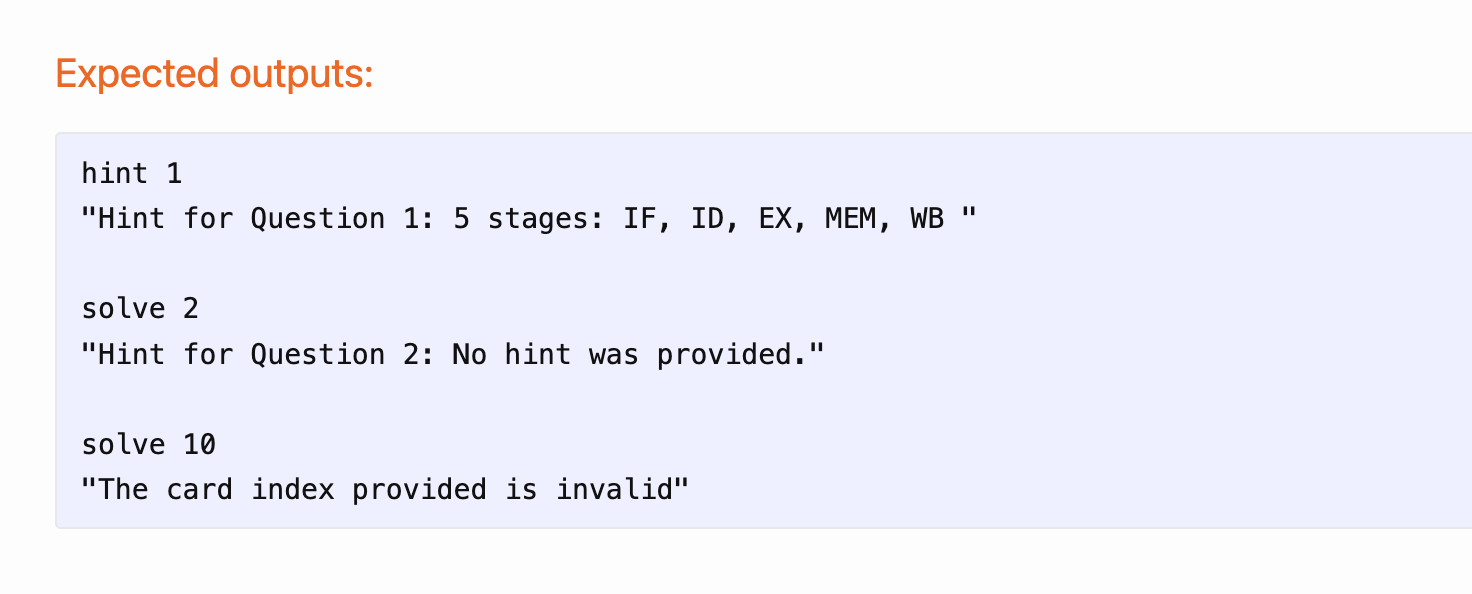 Expected outputs:
hint 1
"Hint for Question 1: 5 stages: IF, ID, EX, MEM, WB "
solve 2
"Hint for Question 2: No hint was provided."
solve 10
"The card index provided is invalid"